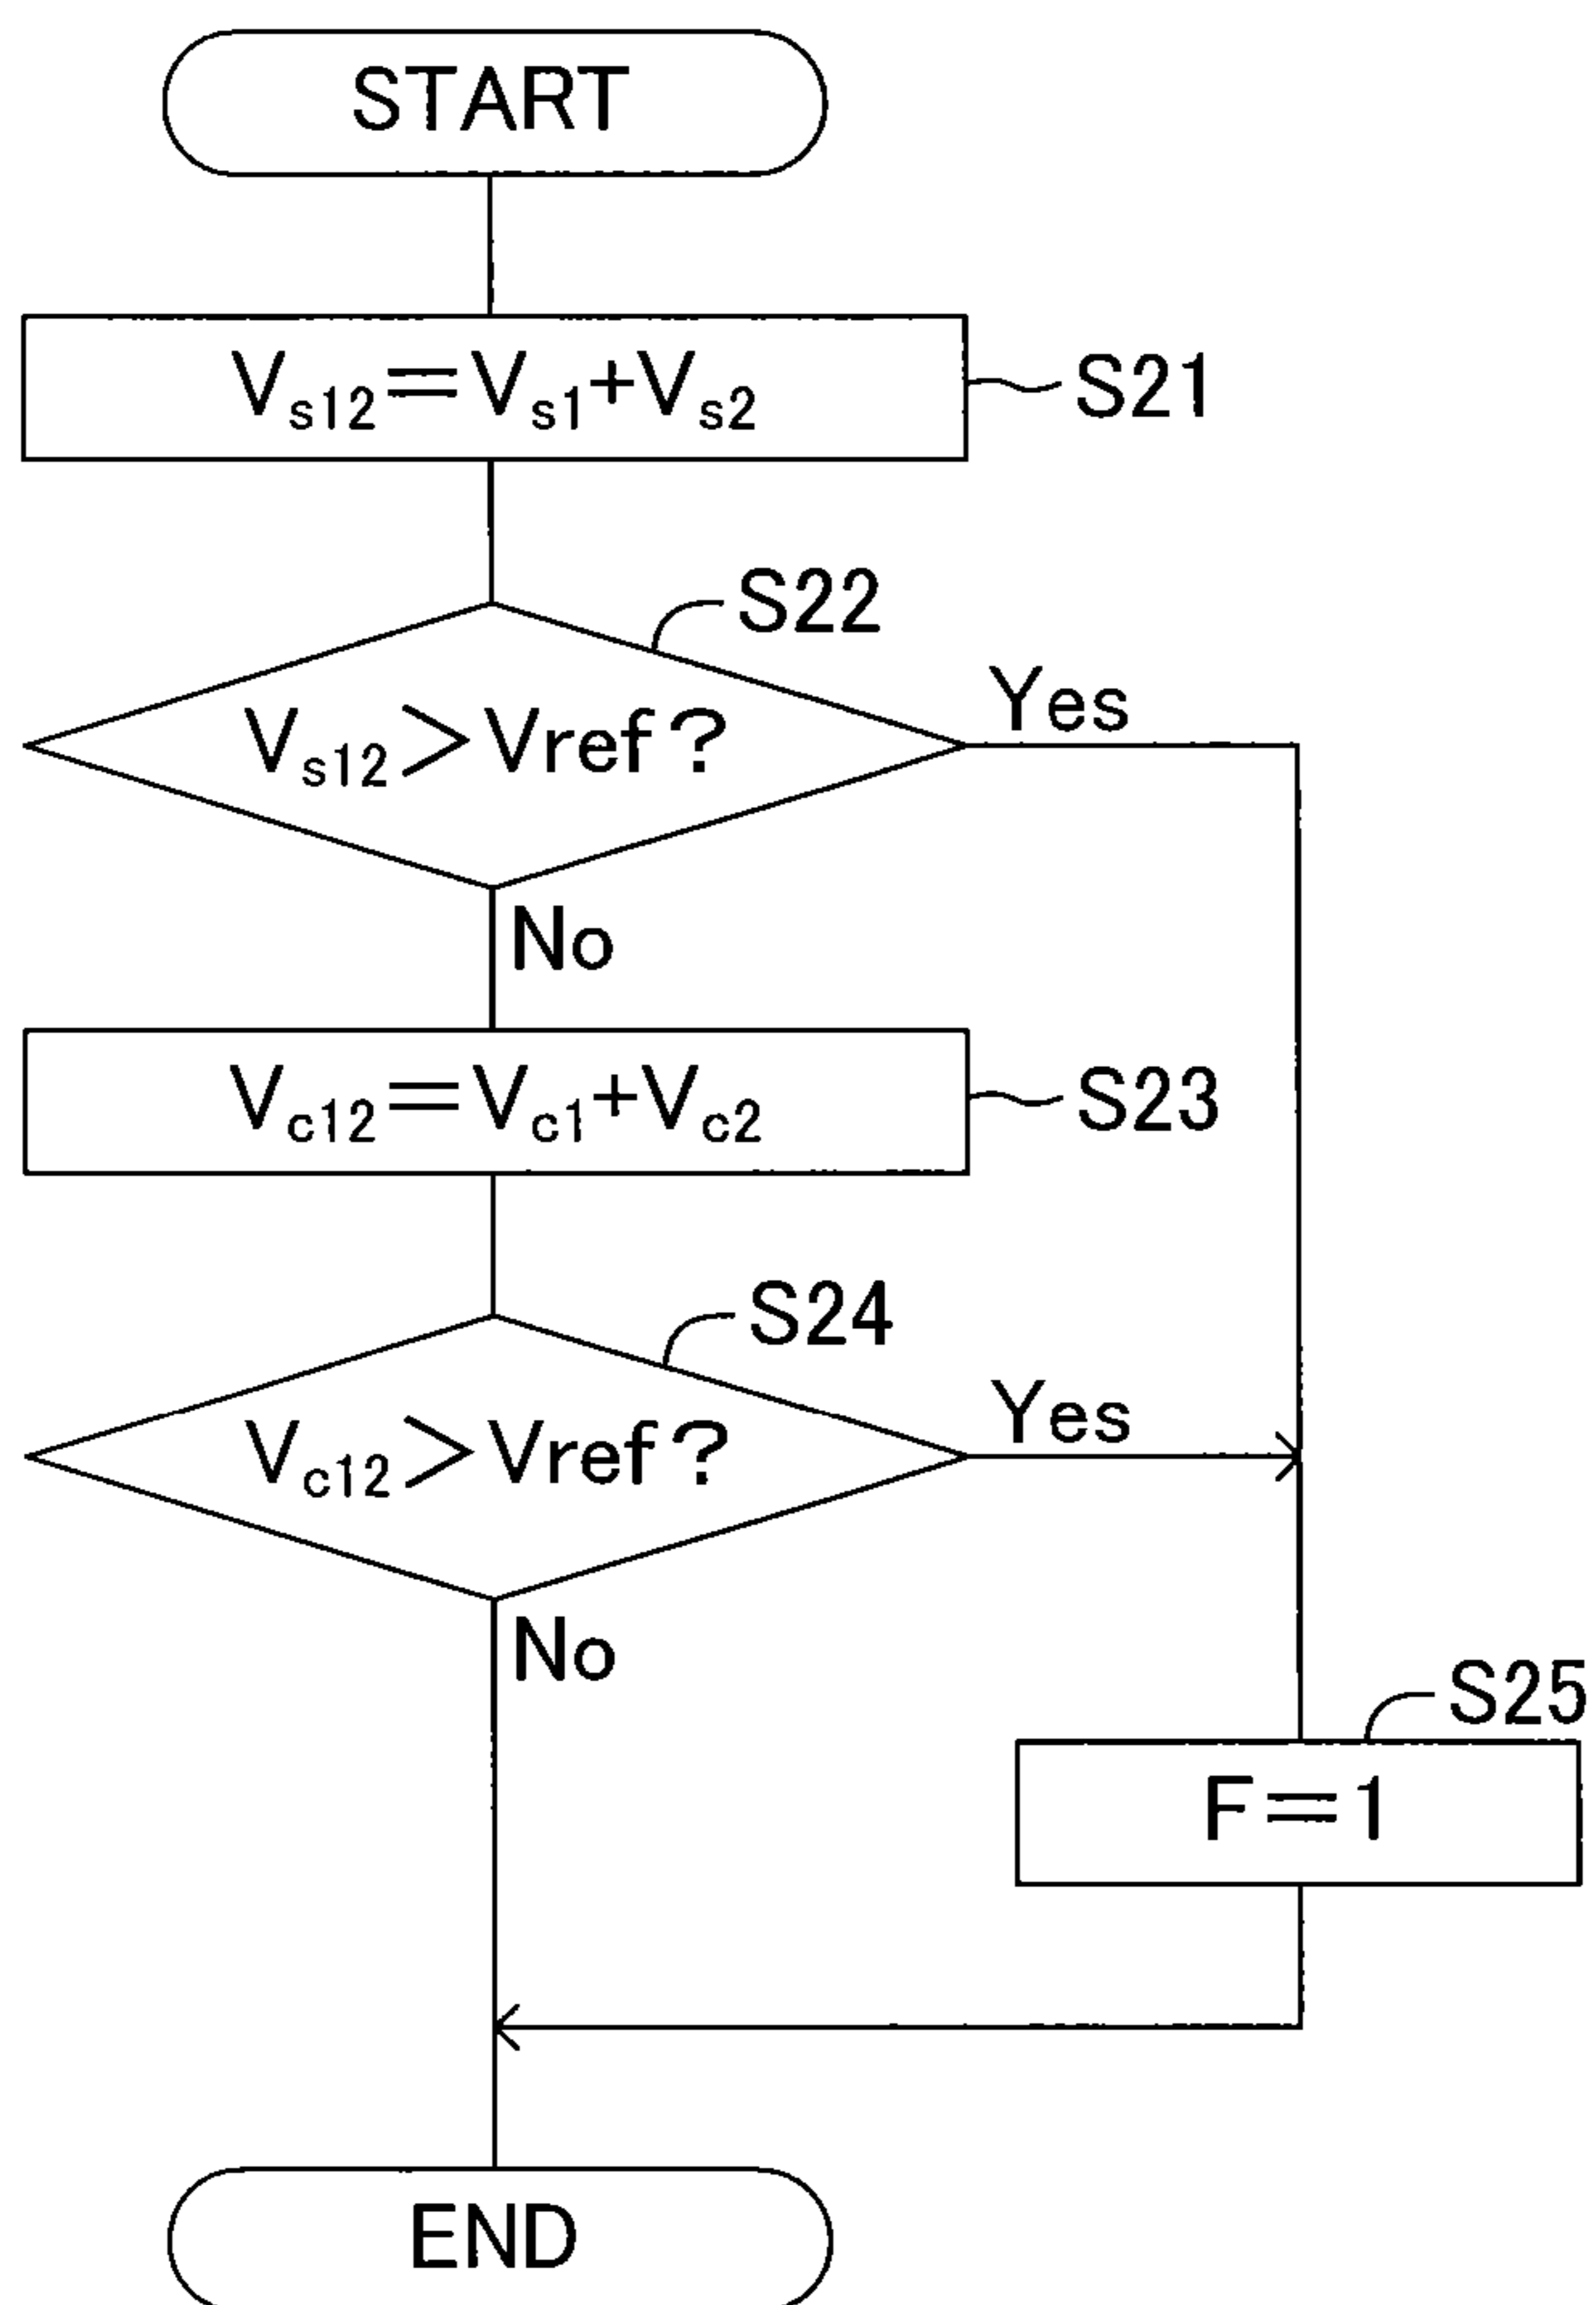 START
Vs12=Vs1+Vs2
S21
S22
Vs12>Vref?
Yes
No
Vc12=Vc1+Vc2
S23
S24
Vc12>Vref?
Yes
No
S25
F=1
END